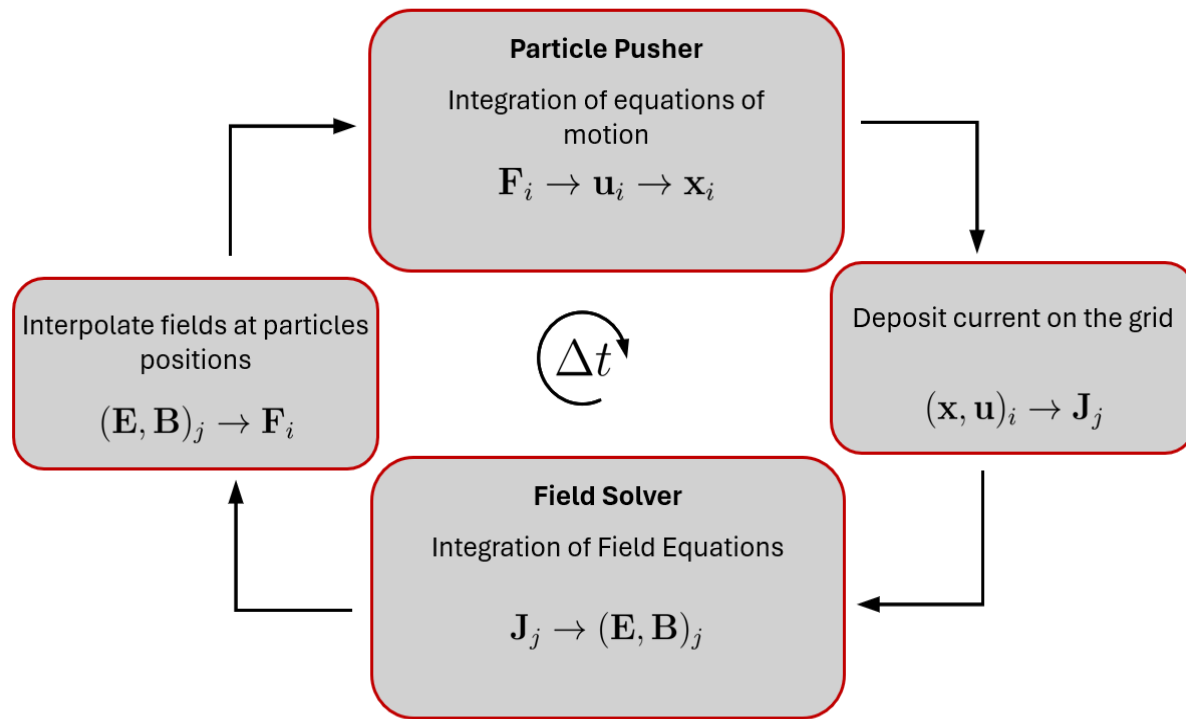 Particle Pusher
Integration of equations of
motion
F_i → u_i → x_i
Interpolate fields at particles
positions
(E, B)_j → F_i
Δt
Deposit current on the grid
(x, u)_i → J_j
Field Solver
Integration of Field Equations
J_j → (E, B)_j